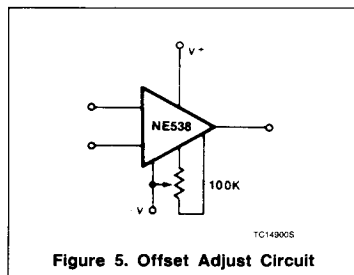 V+
NE538
100K
V
TC14900S
Figure 5. Offset Adjust Circuit